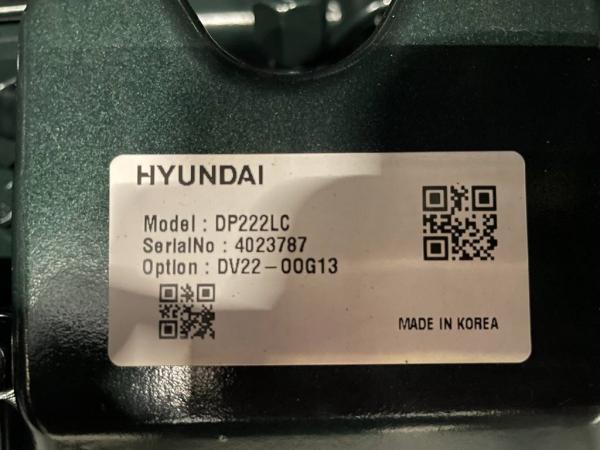 HYUNDAI
Model : DP222LC
SerialNo : 4023787
Option : DV22-00G13
MADE IN KOREA